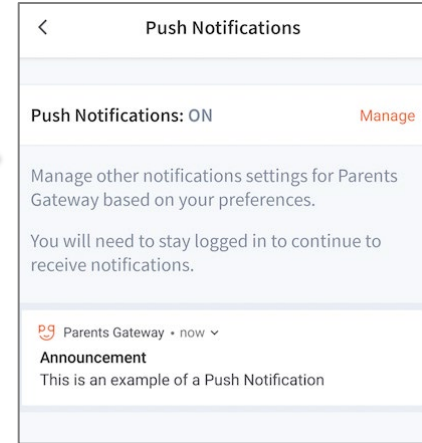 Push Notifications
Push Notifications: ON
Manage
Manage other notifications settings for Parents
Gateway based on your preferences.
You will need to stay logged in to continue to
receive notifications.
pg Parents Gateway • now
Announcement
This is an example of a Push Notification